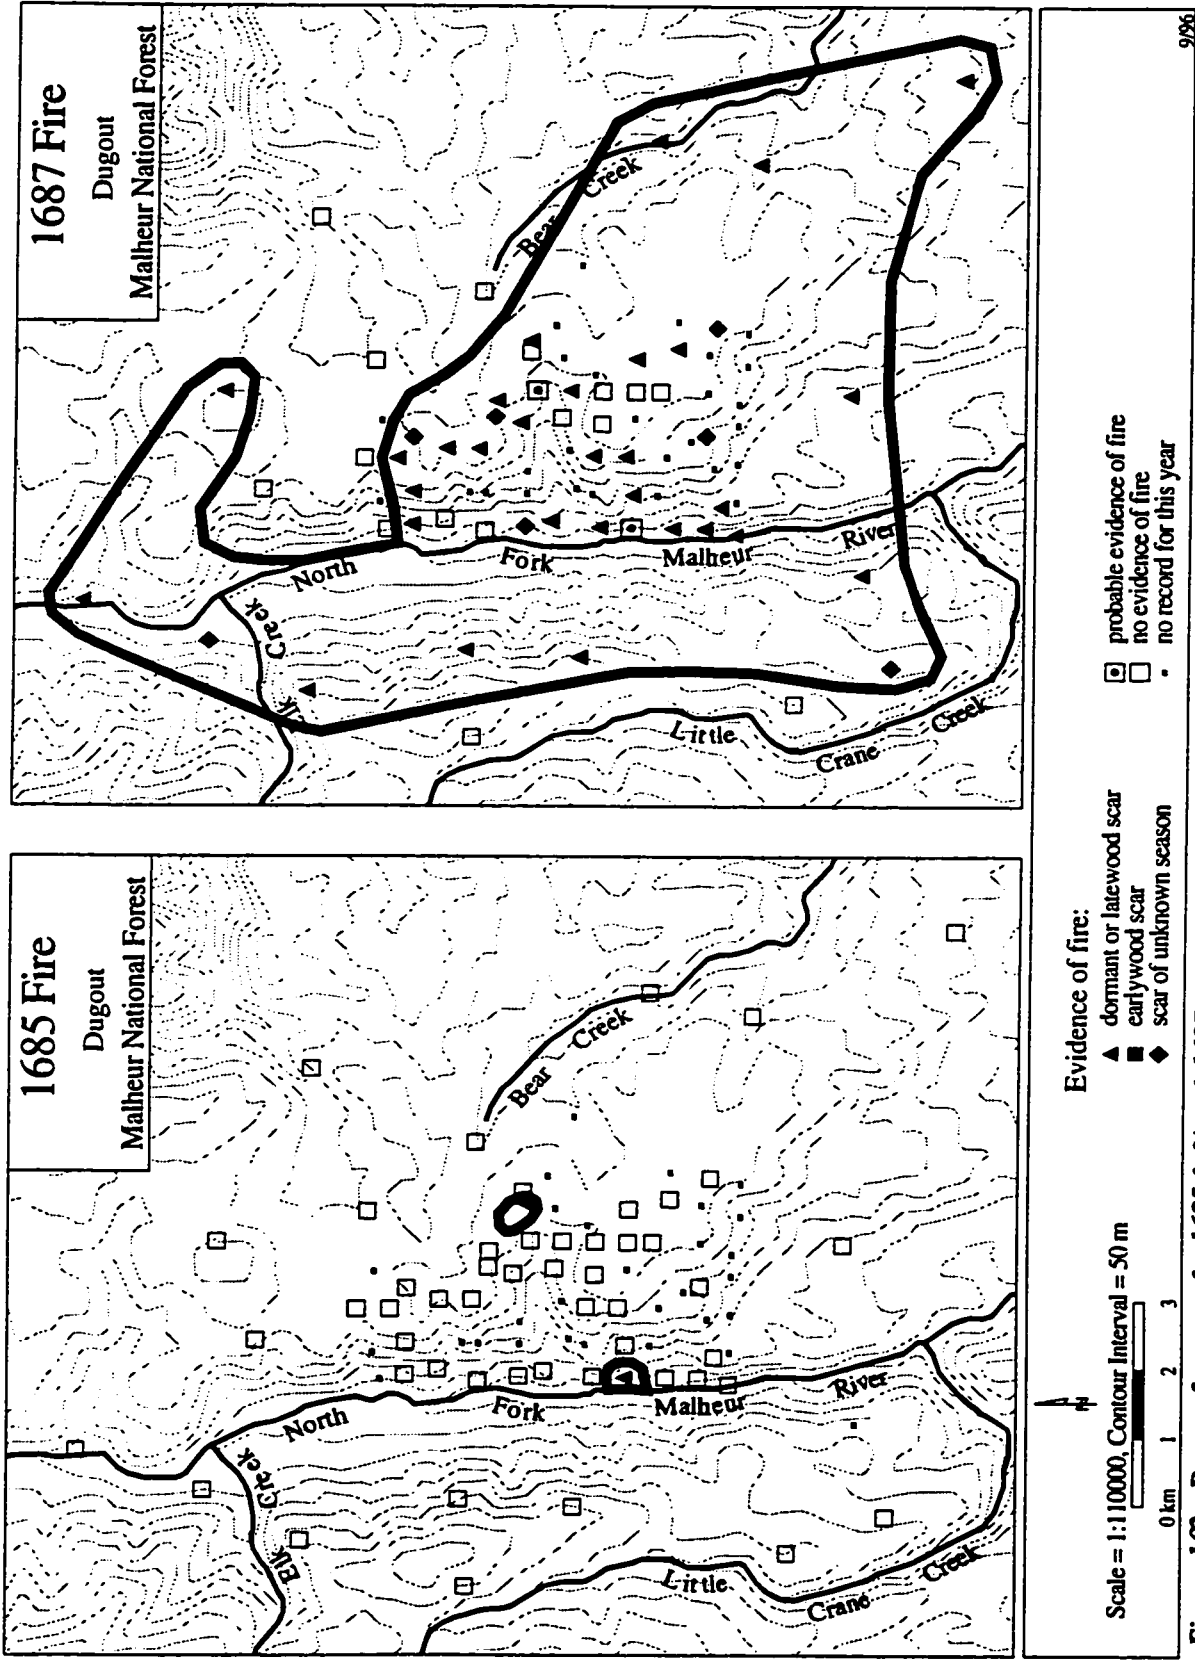 1685 Fire
Dugout
Malheur National Forest
Elk
Creek
North
Fork
Malheur
River
Bear
Creek
Little
Crane
Creek
1687 Fire
Dugout
Malheur National Forest
Elk
Creek
North
Fork
Malheur
River
Bear
Creek
Little
Crane
Creek
N
Scale = 1:110000, Contour Interval = 50 m
0 km 1 2 3
Evidence of fire:
dormant or latewood scar
earlywood scar
scar of unknown season
probable evidence of fire
no evidence of fire
no record for this year
9/96